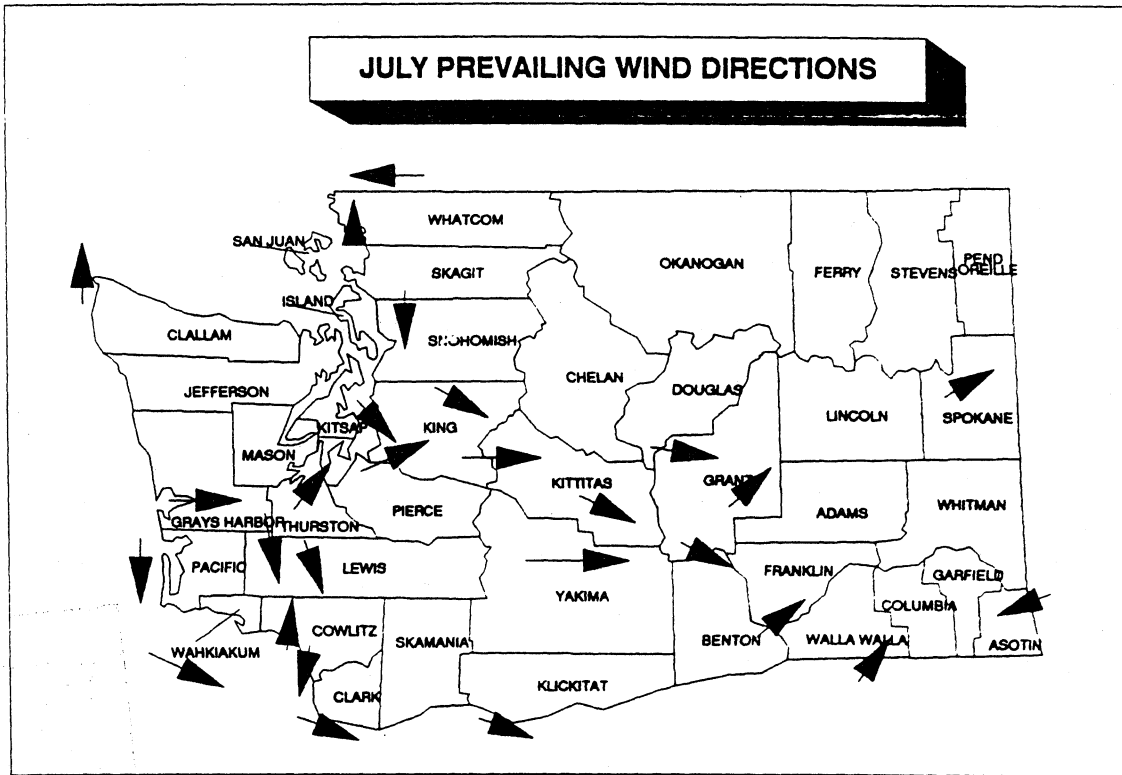 JULY PREVAILING WIND DIRECTIONS
WHATCOM
SAN JUAN
SKAGIT
OKANOGAN
FERRY
STEVENS
PEND
OREILLE
ISLAND
CLALLAM
SNOHOMISH
JEFFERSON
CHELAN
DOUGLAS
LINCOLN
SPOKANE
KITSAP
KING
MASON
KITTITAS
GRANT
GRAYS HARBOR
THURSTON
PIERCE
ADAMS
WHITMAN
PACIFIC
LEWIS
YAKIMA
FRANKLIN
GARFIELD
COLUMBIA
WAHKIAKUM
COWLITZ
SKAMANIA
BENTON
WALLA WALLA
ASOTIN
CLARK
KLICKITAT